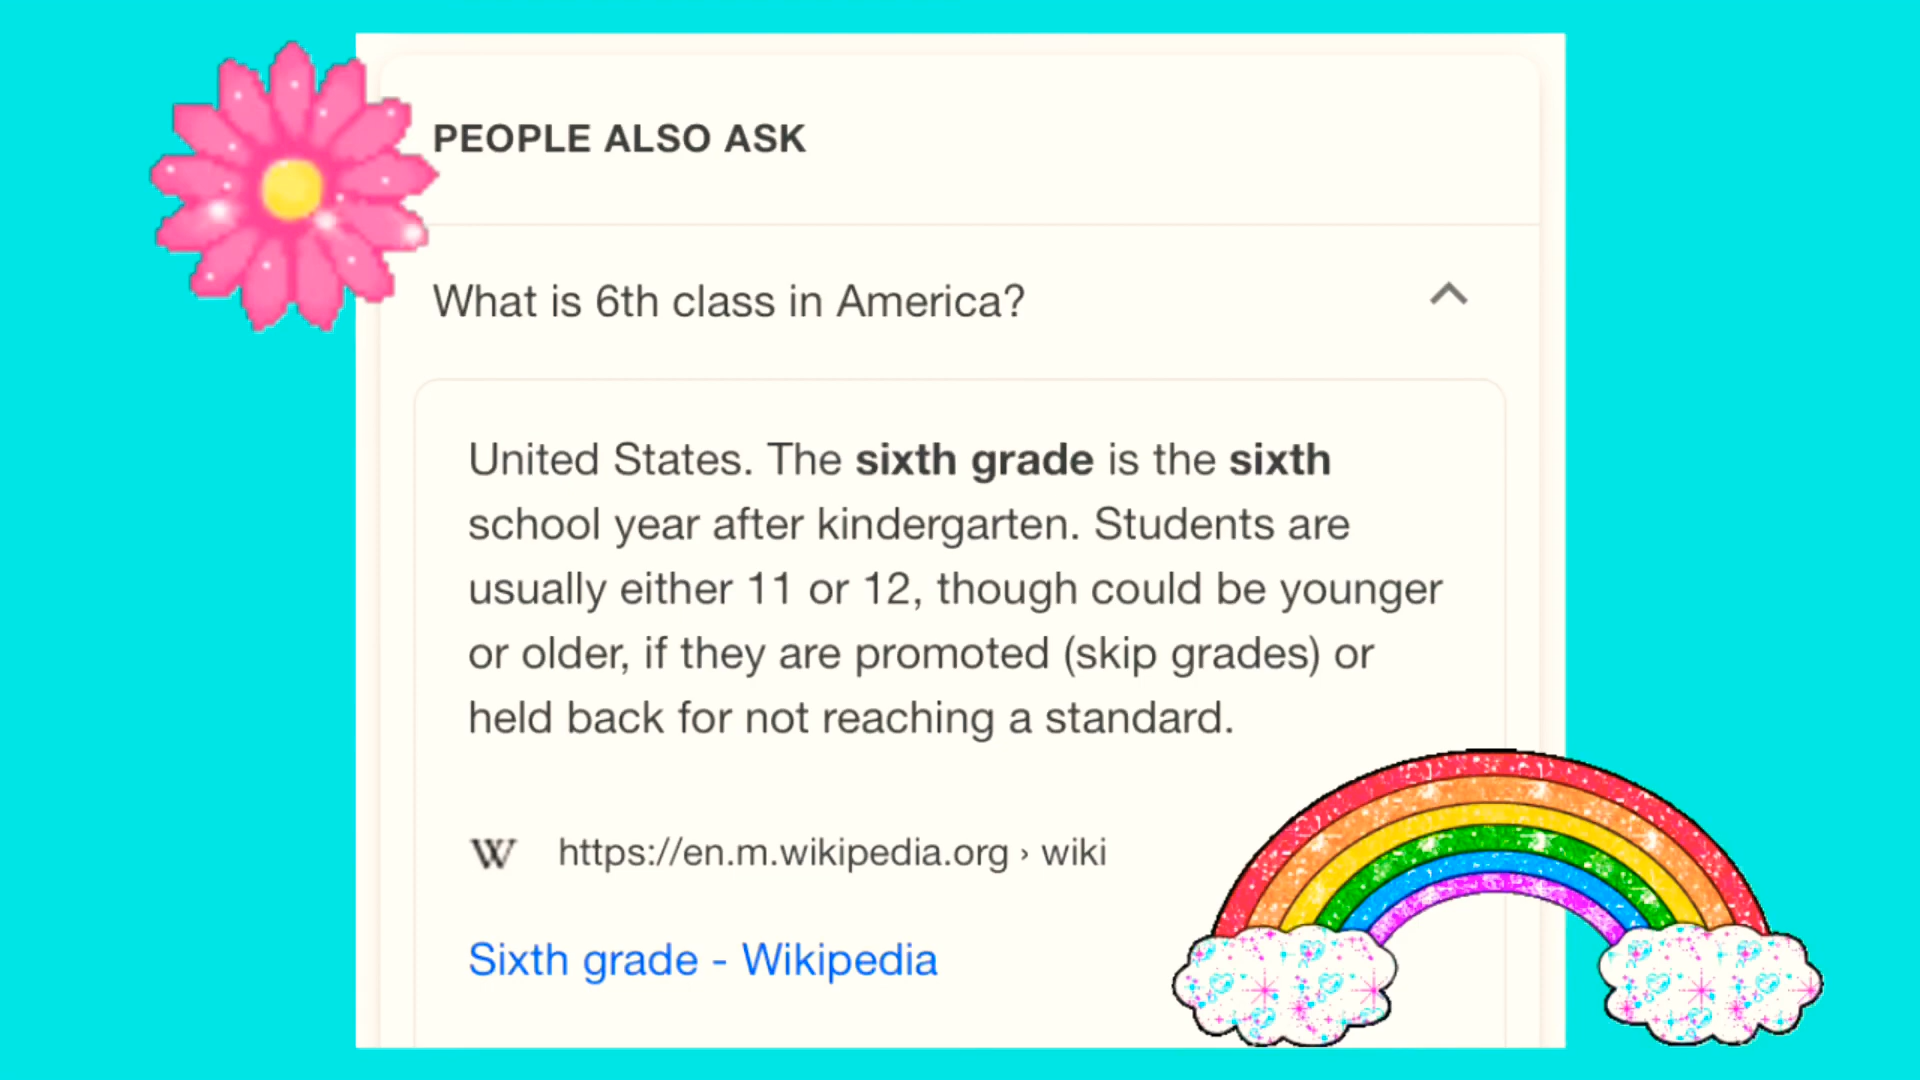 PEOPLE ALSO ASK
What is 6th class in America?
United States. The sixth grade is the sixth
school year after kindergarten. Students are
usually either 11 or 12, though could be younger
or older, if they are promoted (skip grades) or
held back for not reaching a standard.
W https://en.m.wikipedia.org › wiki
Sixth grade - Wikipedia